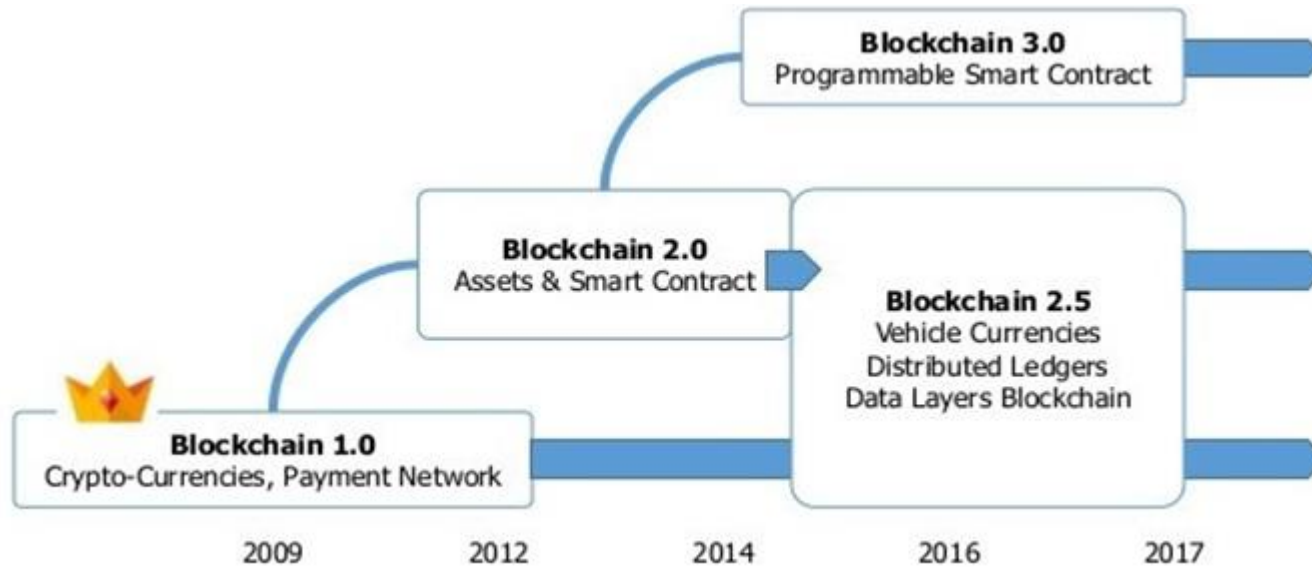 Blockchain 3.0
Programmable Smart Contract
Blockchain 2.0
Assets & Smart Contract
Blockchain 2.5
Vehicle Currencies
Distributed Ledgers
Data Layers Blockchain
Blockchain 1.0
Crypto-Currencies, Payment Network
2009 2012 2014 2016 2017